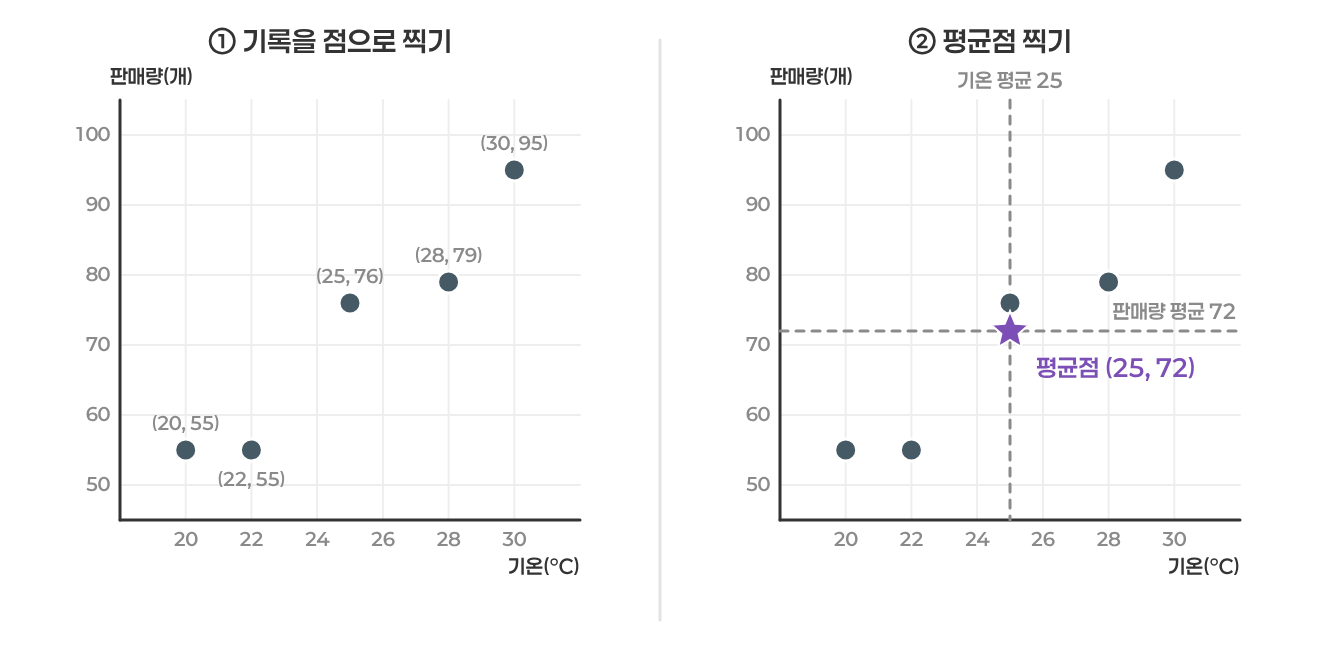 ① 기록을 점으로 찍기
판매량(개)
100
90
80
70
60
50
(30, 95)
(28, 79)
(25, 76)
(20, 55)
(22, 55)
20 22 24 26 28 30
기온(°C)
② 평균점 찍기
판매량(개)
기온 평균 25
100
90
80
70
60
50
판매량 평균 72
평균점 (25, 72)
20 22 24 26 28 30
기온(°C)